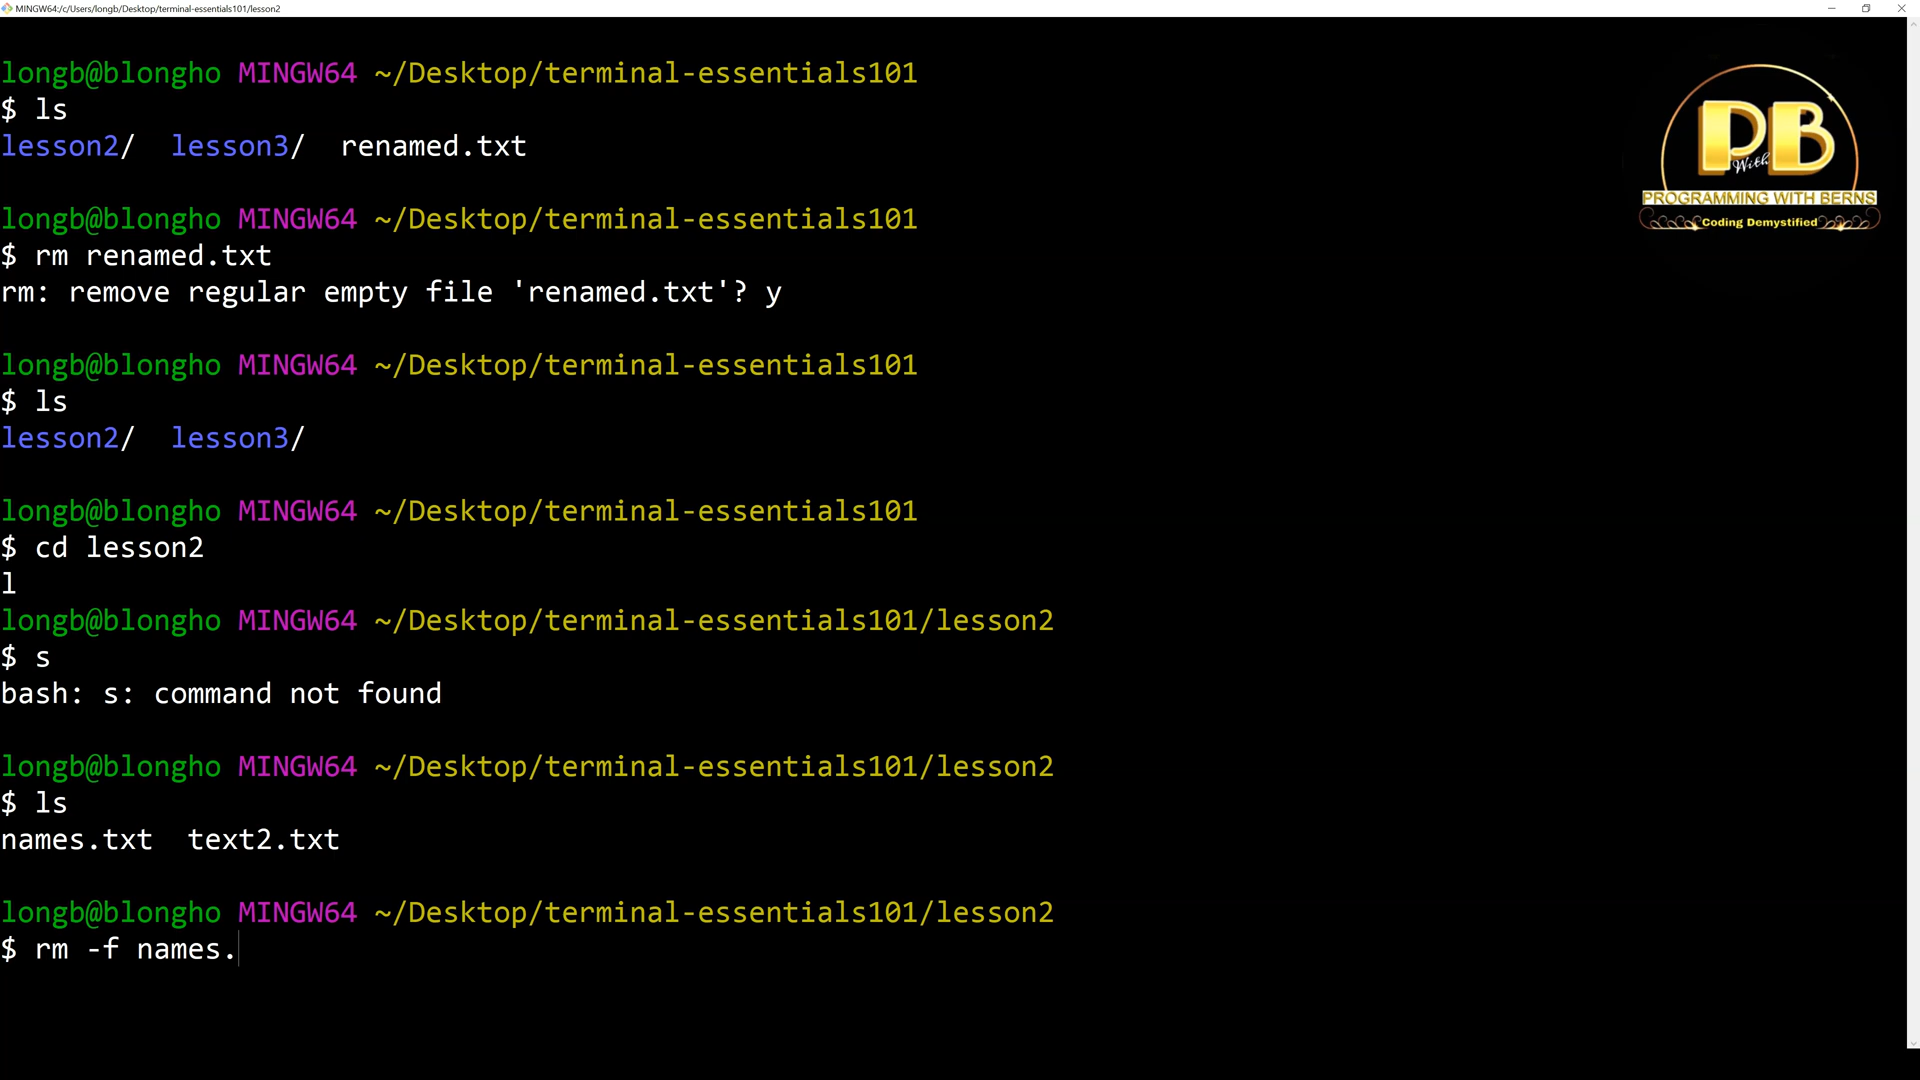 MINGW64:/c/Users/longb/Desktop/terminal-essentials101/lesson2
longb@blongho MINGW64 ~/Desktop/terminal-essentials101
$ ls
lesson2/  lesson3/  renamed.txt
longb@blongho MINGW64 ~/Desktop/terminal-essentials101
$ rm renamed.txt
rm: remove regular empty file 'renamed.txt'? y
longb@blongho MINGW64 ~/Desktop/terminal-essentials101
$ ls
lesson2/  lesson3/
longb@blongho MINGW64 ~/Desktop/terminal-essentials101
$ cd lesson2
l
longb@blongho MINGW64 ~/Desktop/terminal-essentials101/lesson2
$ s
bash: s: command not found
longb@blongho MINGW64 ~/Desktop/terminal-essentials101/lesson2
$ ls
names.txt  text2.txt
longb@blongho MINGW64 ~/Desktop/terminal-essentials101/lesson2
$ rm -f names.
P With B
PROGRAMMING WITH BERNS
Coding Demystified